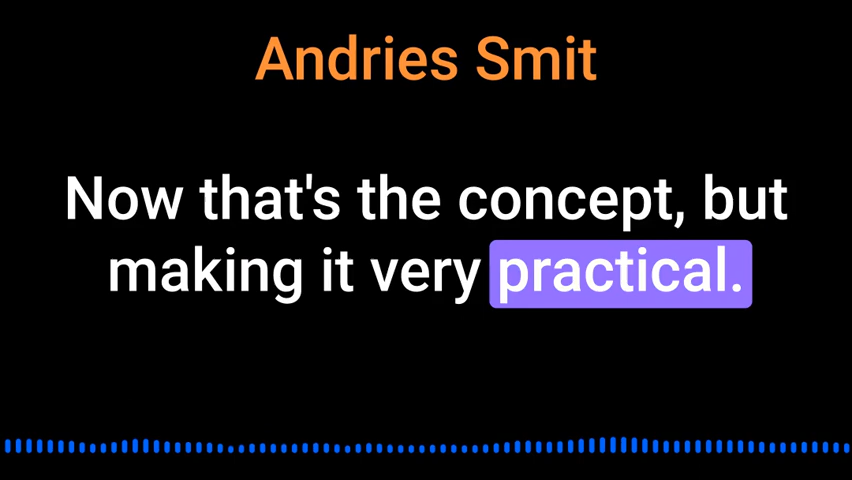 Andries Smit
Now that's the concept, but
making it very practical.